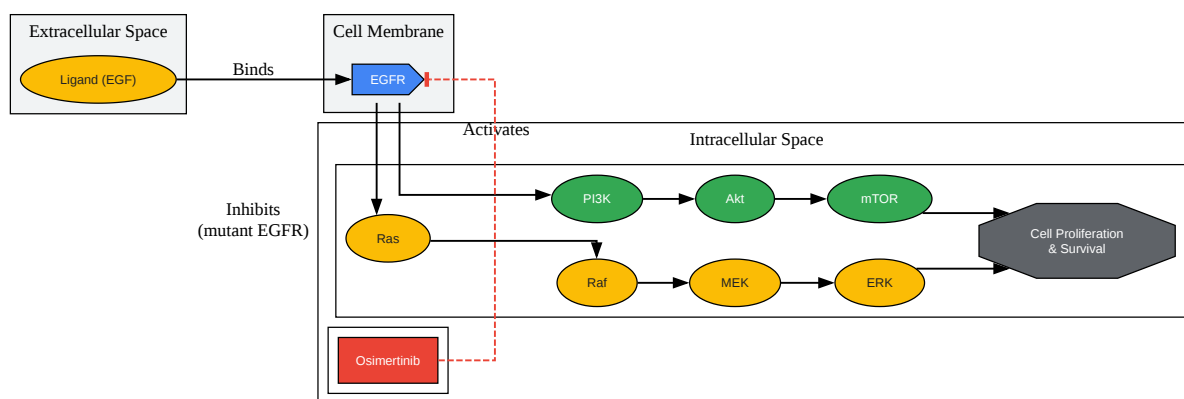 Extracellular Space
Ligand (EGF)
Binds
Cell Membrane
EGFR
Activates
Intracellular Space
Inhibits
(mutant EGFR)
PI3K
Akt
mTOR
Ras
Raf
MEK
ERK
Cell Proliferation
& Survival
Osimertinib